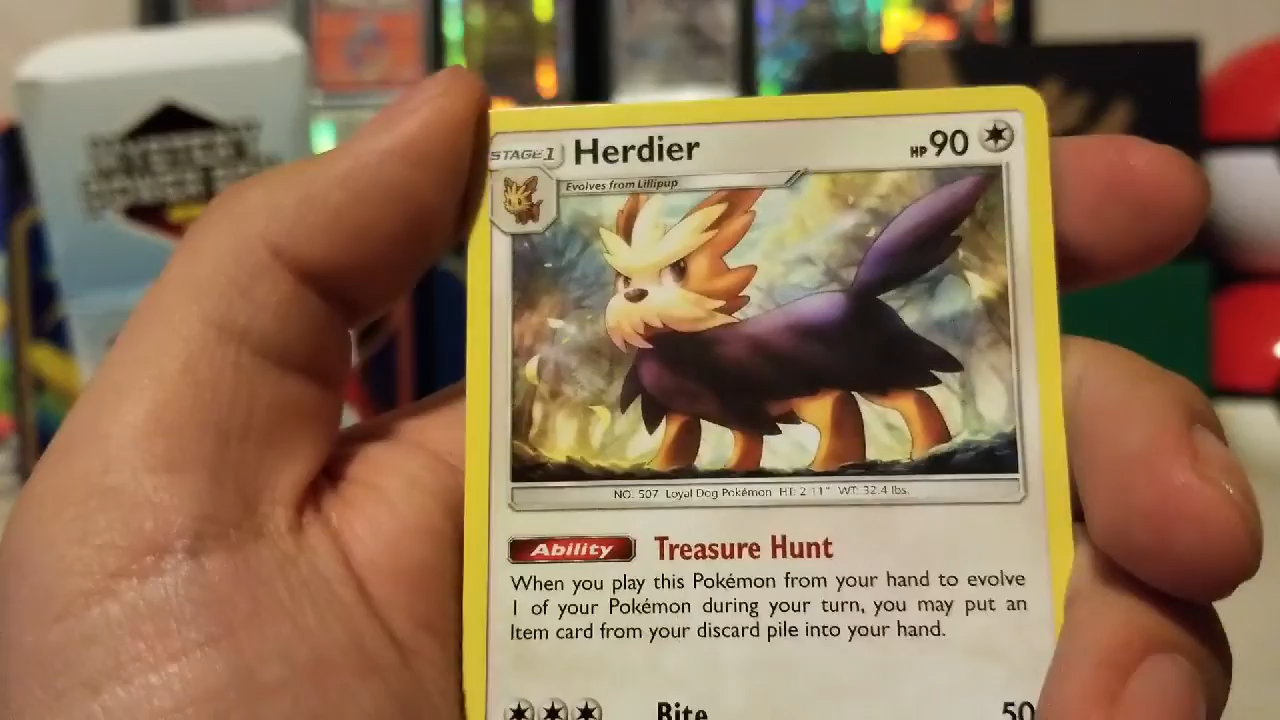 STAGE 1 Herdier HP 90
Evolves from Lillipup
NO. 507 Loyal Dog Pokémon HT: 2'11" WT: 32.4 lbs.
Ability Treasure Hunt
When you play this Pokémon from your hand to evolve
1 of your Pokémon during your turn, you may put an
Item card from your discard pile into your hand.
Bite 50